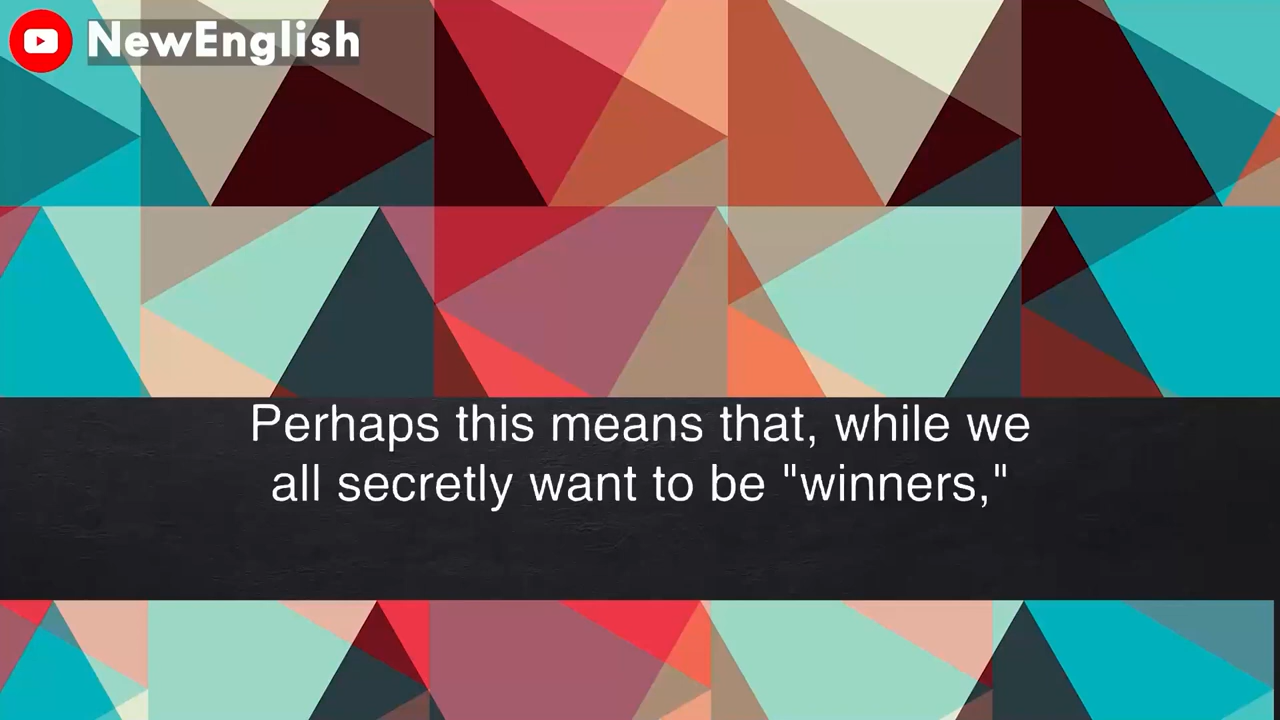 NewEnglish
Perhaps this means that, while we
all secretly want to be "winners,"